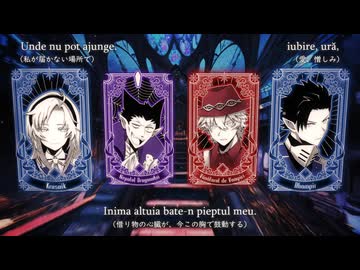 Unde nu pot ajunge.
(私が届かない場所で)
iubire, ură,
(愛、憎しみ)
Inima altuia bate-n pieptul meu.
(借り物の心臓が、今この胸で鼓動する)